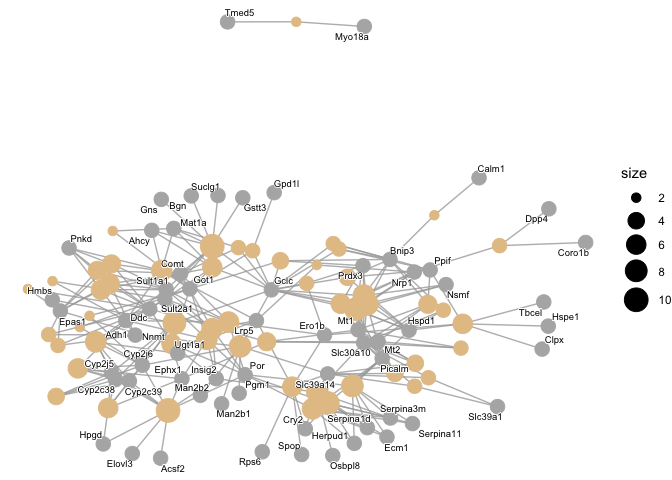 Tmed5
Myo18a
Calm1
Suclg1
Gpd1l
Gns
Bgn
Gstt3
Dpp4
Mat1a
Pnkd
Ahcy
Coro1b
Bnip3
Comt
Ppif
Sult1a1
Got1
Gclc
Prdx3
Nrp1
Hmbs
Nsmf
Sult2a1
Tbcel
Epas1
Ddc
Mt1
Hspd1
Hspe1
Adh1
Nnmt
Lrp5
Ero1b
Ugt1a1
Clpx
Cyp2j6
Slc30a10
Mt2
Cyp2j5
Ephx1
Insig2
Por
Picalm
Cyp2c38
Cyp2c39
Man2b2
Pgm1
Slc39a14
Man2b1
Serpina3m
Slc39a1
Cry2
Serpina1d
Hpgd
Herpud1
Serpina11
Elovl3
Acsf2
Rps6
Spop
Osbpl8
Ecm1
size
2
4
6
8
10